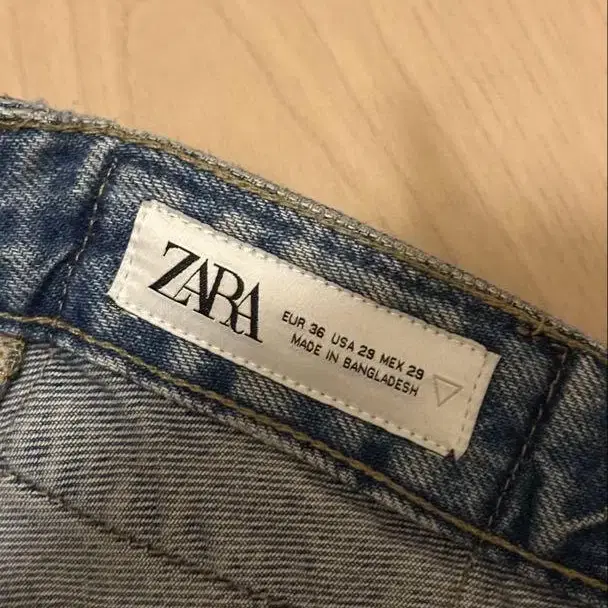 ZARA
EUR 36 USA 29 MEX 29
MADE IN BANGLADESH